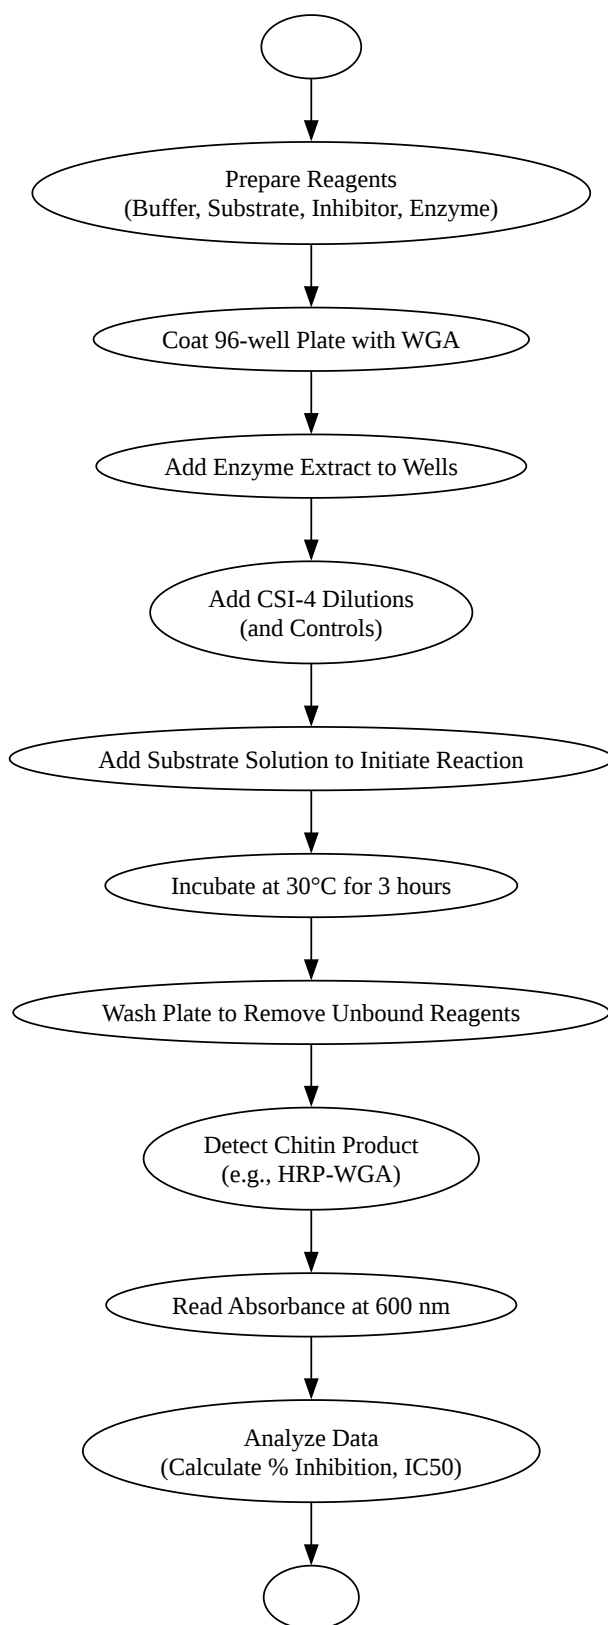 Prepare Reagents
(Buffer, Substrate, Inhibitor, Enzyme)
Coat 96-well Plate with WGA
Add Enzyme Extract to Wells
Add CSI-4 Dilutions
(and Controls)
Add Substrate Solution to Initiate Reaction
Incubate at 30°C for 3 hours
Wash Plate to Remove Unbound Reagents
Detect Chitin Product
(e.g., HRP-WGA)
Read Absorbance at 600 nm
Analyze Data
(Calculate % Inhibition, IC50)